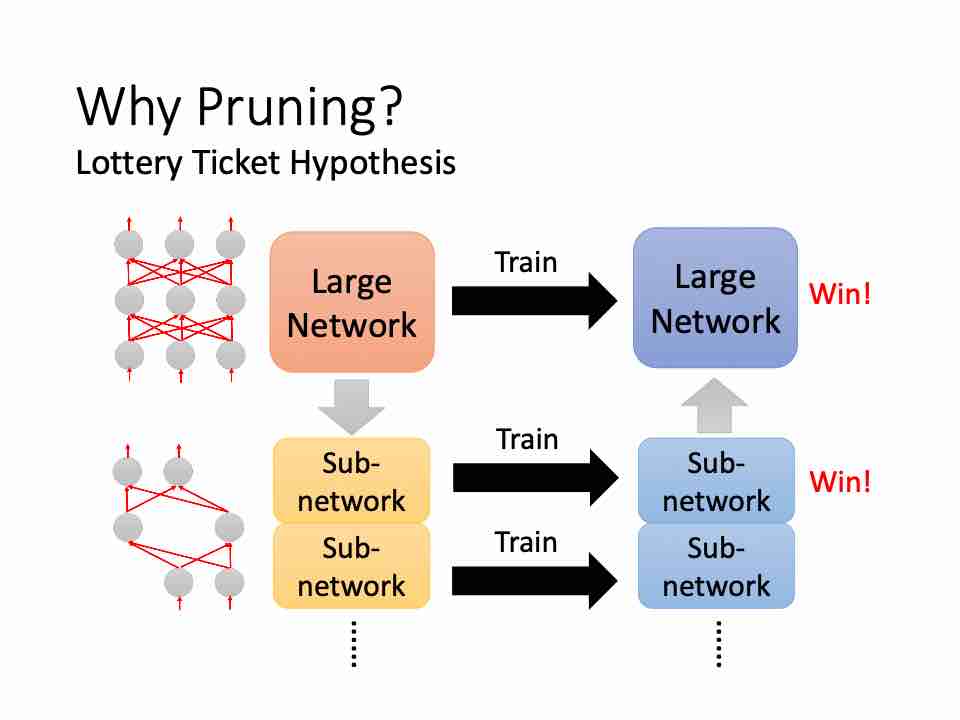 Why Pruning?
Lottery Ticket Hypothesis
Large
Network
Train
Large
Network
Win!
Sub-
network
Train
Sub-
network
Win!
Sub-
network
Train
Sub-
network